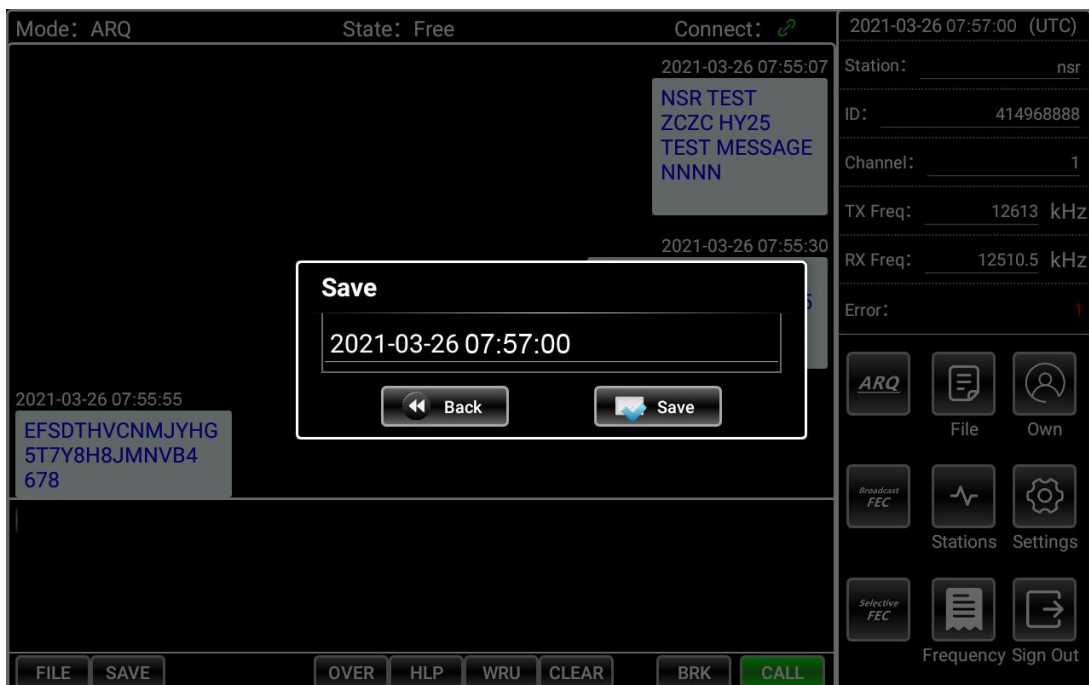 Mode: ARQ State: Free Connect:
2021-03-26 07:57:00 (UTC)
2021-03-26 07:55:07
NSR TEST
ZCZC HY25
TEST MESSAGE
NNNN
2021-03-26 07:55:30
Save
2021-03-26 07:57:00
Back Save
2021-03-26 07:55:55
EFSDTHVCNMJYHG
5T7Y8H8JMNVB4
678
FILE SAVE OVER HLP WRU CLEAR BRK CALL
Station: nsr
ID: 414968888
Channel: 1
TX Freq: 12613 kHz
RX Freq: 12510.5 kHz
Error: 1
ARQ
File Own
Broadcast
FEC
Stations Settings
Selective
FEC
Frequency Sign Out